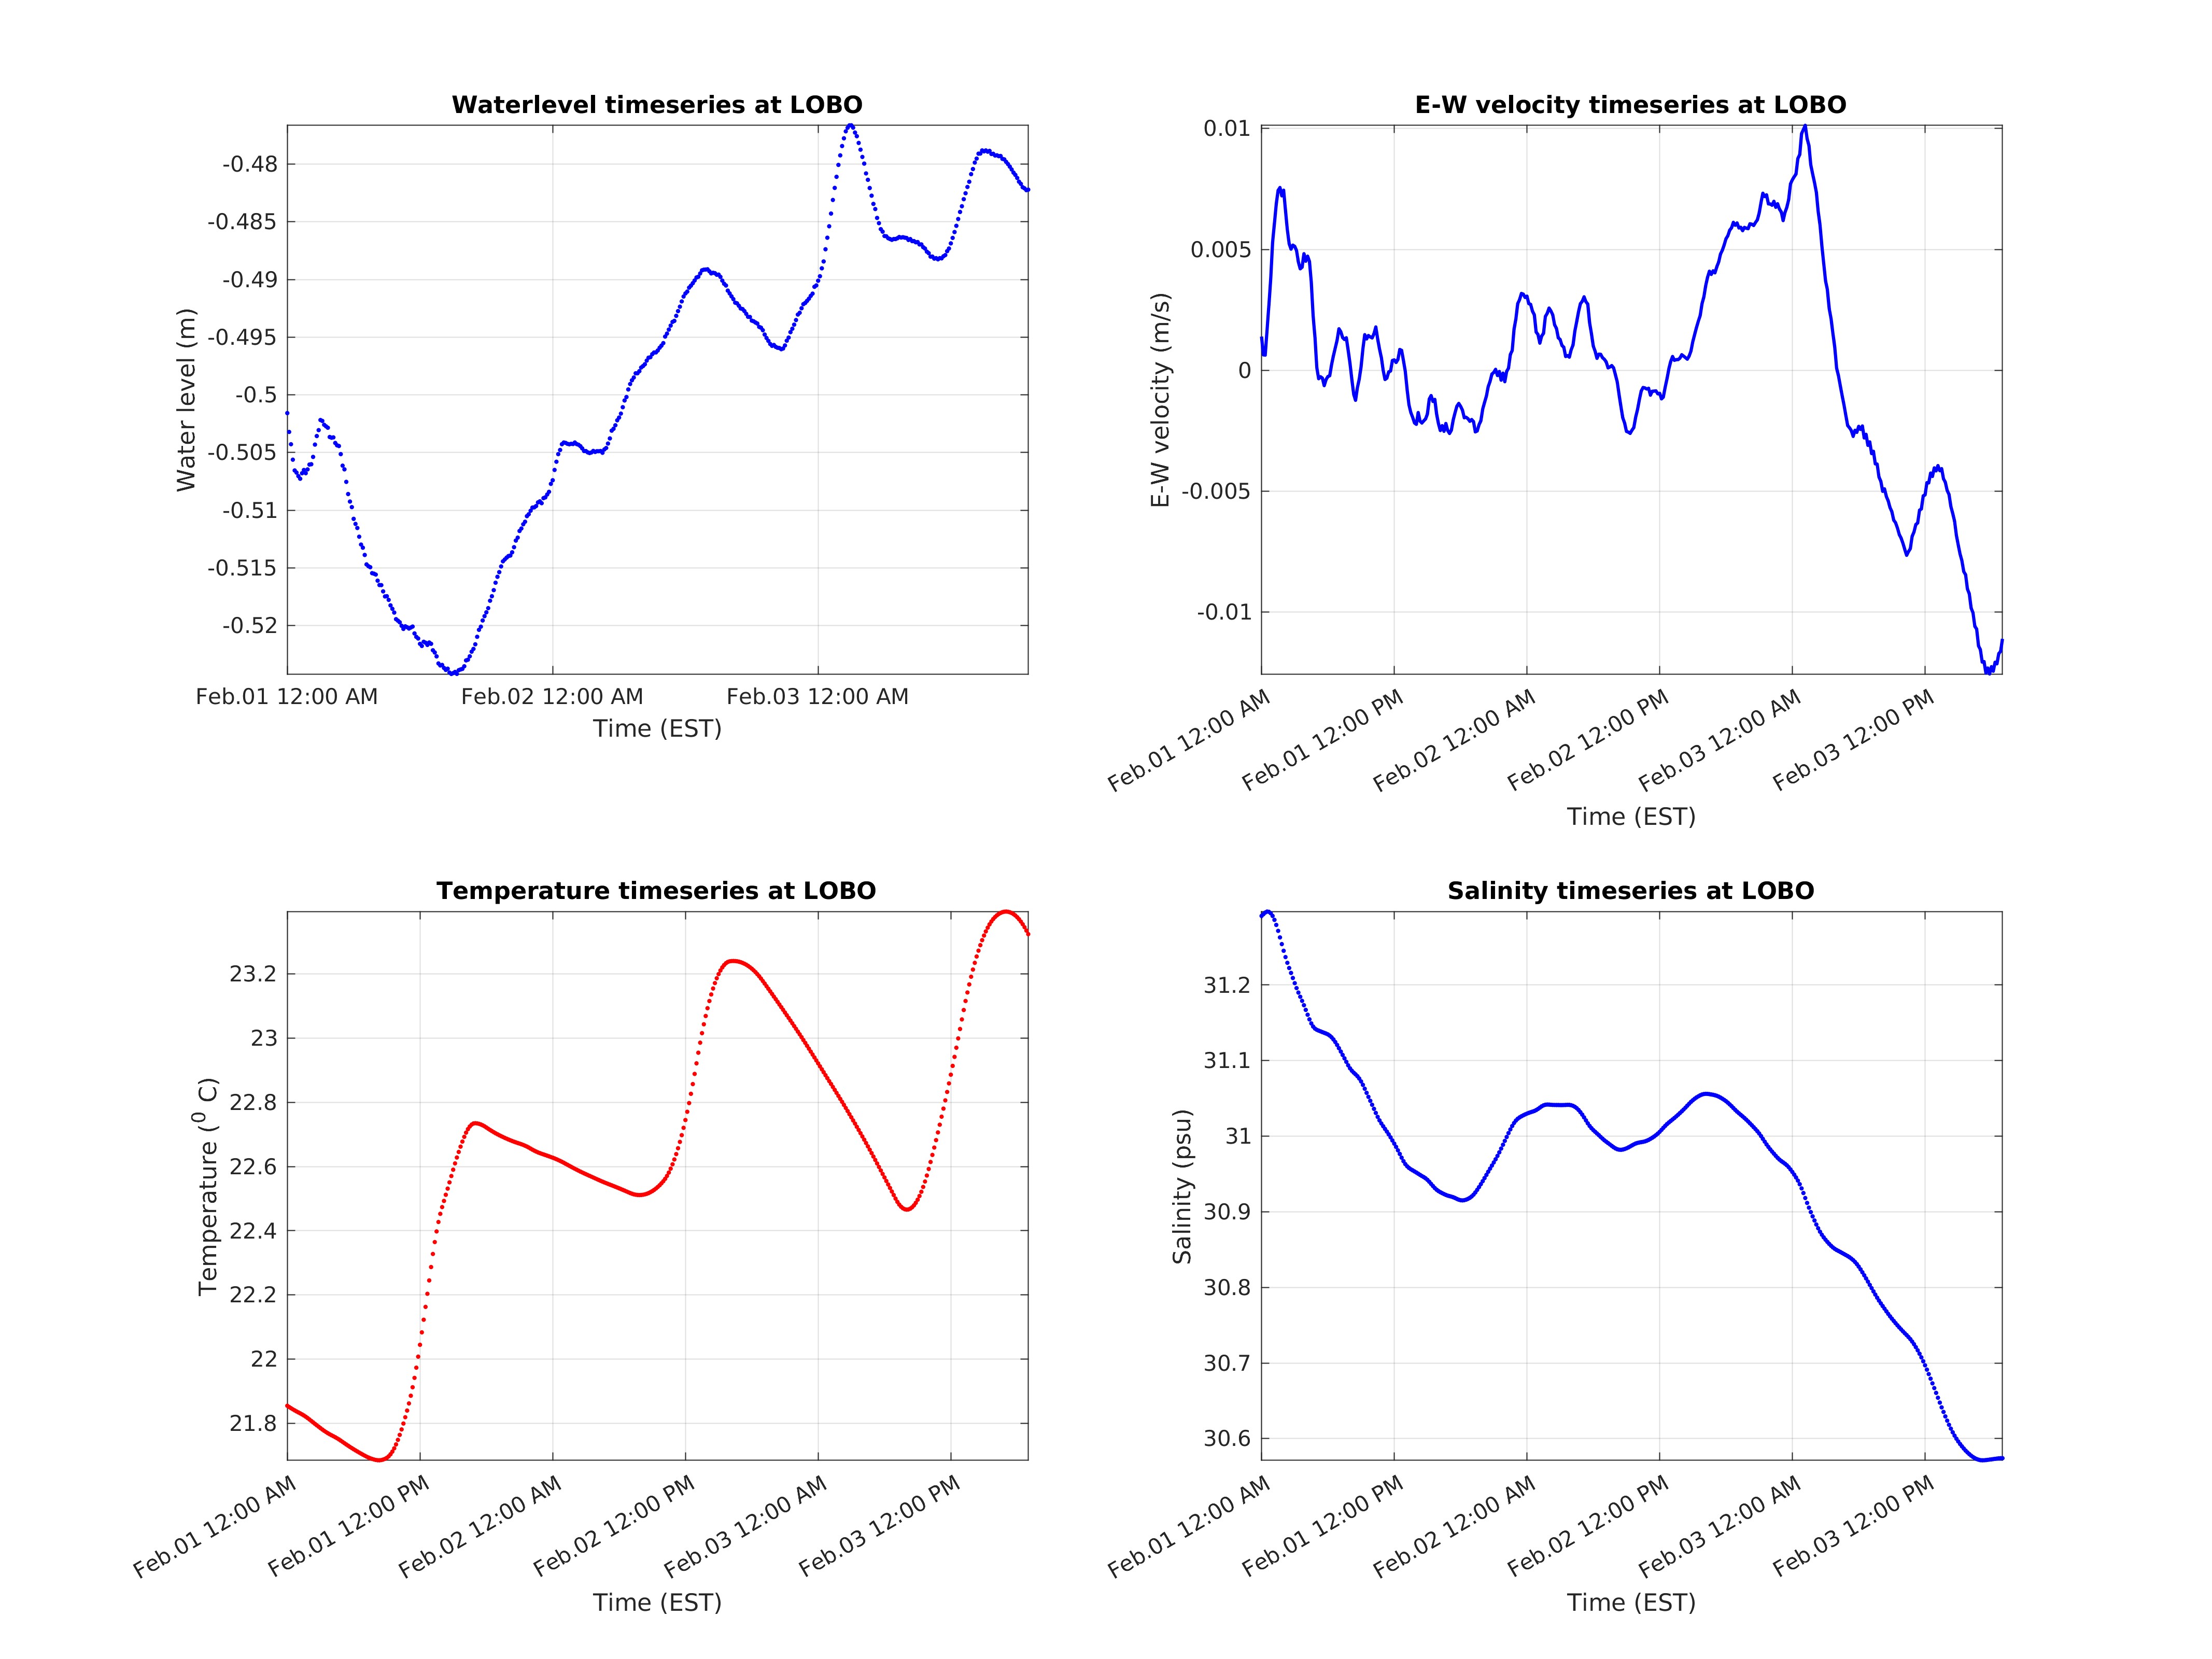 Waterlevel timeseries at LOBO
Water level (m)
-0.48
-0.485
-0.49
-0.495
-0.5
-0.505
-0.51
-0.515
-0.52
Feb.01 12:00 AM
Feb.02 12:00 AM
Feb.03 12:00 AM
Time (EST)
E-W velocity timeseries at LOBO
E-W velocity (m/s)
0.01
0.005
0
-0.005
-0.01
Feb.01 12:00 AM
Feb.01 12:00 PM
Feb.02 12:00 AM
Feb.02 12:00 PM
Feb.03 12:00 AM
Feb.03 12:00 PM
Time (EST)
Temperature timeseries at LOBO
Temperature (⁰ C)
23.2
23
22.8
22.6
22.4
22.2
22
21.8
Feb.01 12:00 AM
Feb.01 12:00 PM
Feb.02 12:00 AM
Feb.02 12:00 PM
Feb.03 12:00 AM
Feb.03 12:00 PM
Time (EST)
Salinity timeseries at LOBO
Salinity (psu)
31.2
31.1
31
30.9
30.8
30.7
30.6
Feb.01 12:00 AM
Feb.01 12:00 PM
Feb.02 12:00 AM
Feb.02 12:00 PM
Feb.03 12:00 AM
Feb.03 12:00 PM
Time (EST)